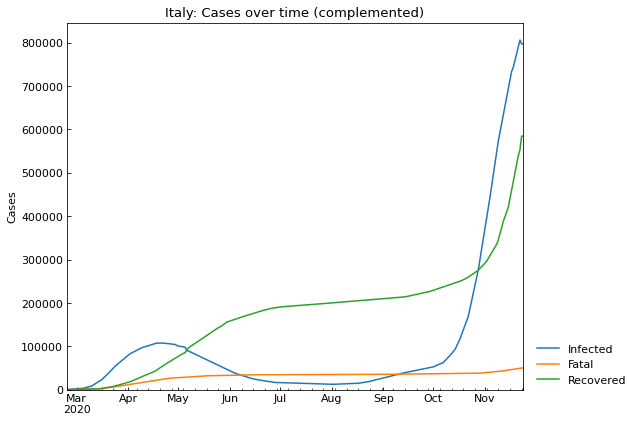 Italy: Cases over time (complemented)
800000
700000
600000
500000
400000
300000
200000
100000
0
Cases
Mar Apr May Jun Jul Aug Sep Oct Nov
2020
Infected
Fatal
Recovered